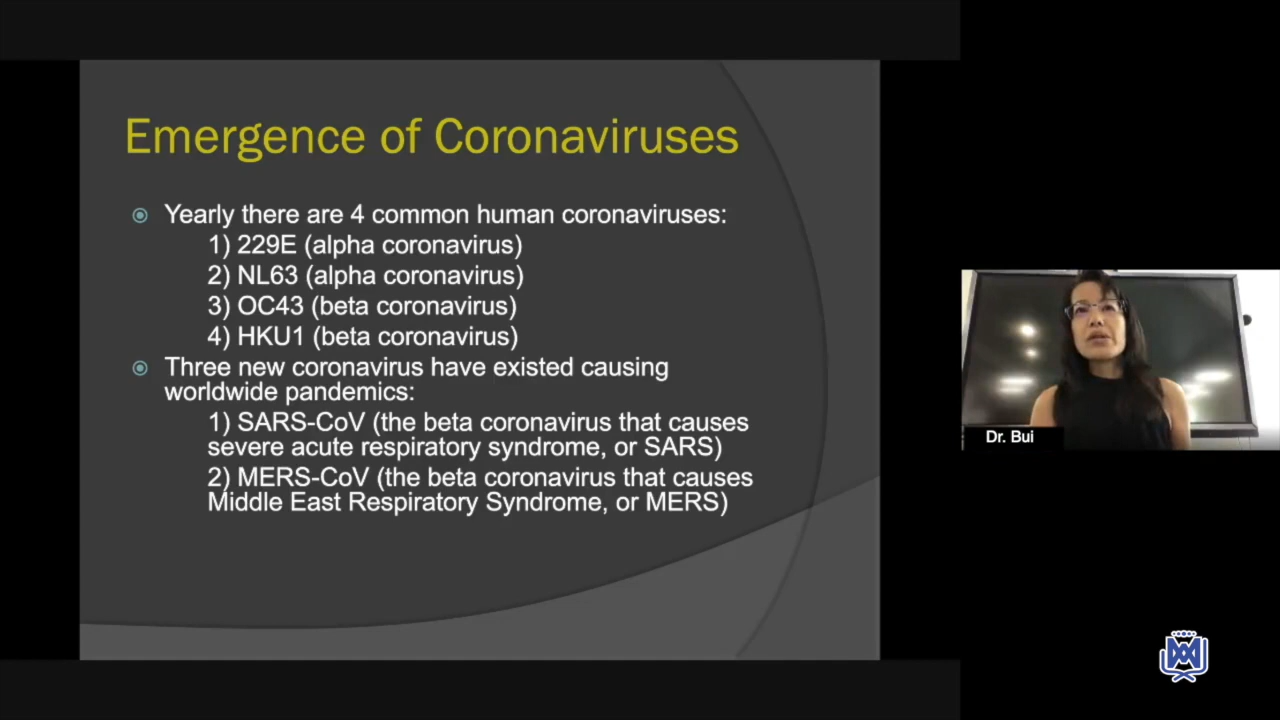 Emergence of Coronaviruses
Yearly there are 4 common human coronaviruses:
1) 229E (alpha coronavirus)
2) NL63 (alpha coronavirus)
3) OC43 (beta coronavirus)
4) HKU1 (beta coronavirus)
Three new coronavirus have existed causing
worldwide pandemics:
1) SARS-CoV (the beta coronavirus that causes
severe acute respiratory syndrome, or SARS)
2) MERS-CoV (the beta coronavirus that causes
Middle East Respiratory Syndrome, or MERS)
Dr. Bui